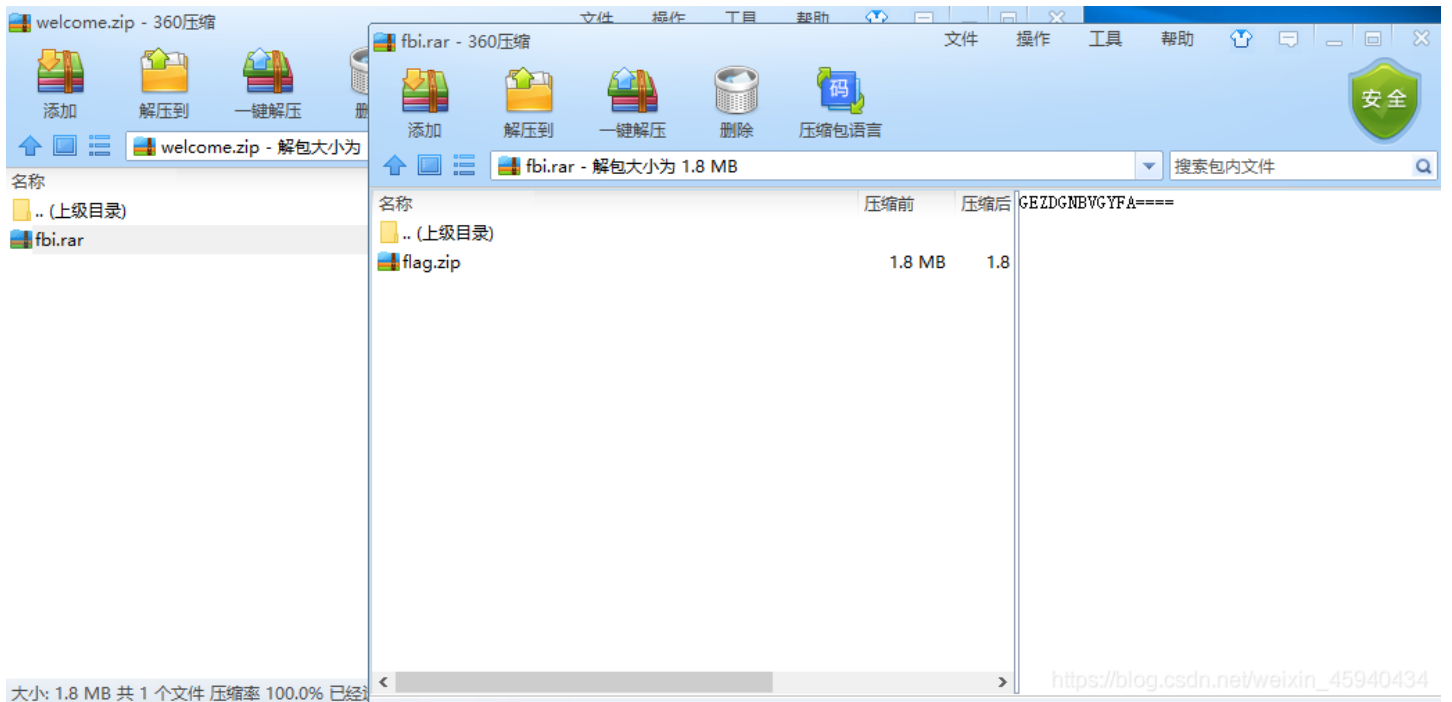 welcome.zip - 360压缩
文件 操作 工具 帮助
添加 解压到 一键解压
welcome.zip - 解包大小为
名称
.. (上级目录)
fbi.rar
大小: 1.8 MB 共 1 个文件 压缩率 100.0%
fbi.rar - 360压缩
文件 操作 工具 帮助
添加 解压到 一键解压 删除 压缩包语言
安全
fbi.rar - 解包大小为 1.8 MB
搜索包内文件
名称 压缩前 压缩后
GEZDGNBVGYFA====
.. (上级目录)
flag.zip 1.8 MB 1.8
https://blog.csdn.net/weixin_45940434